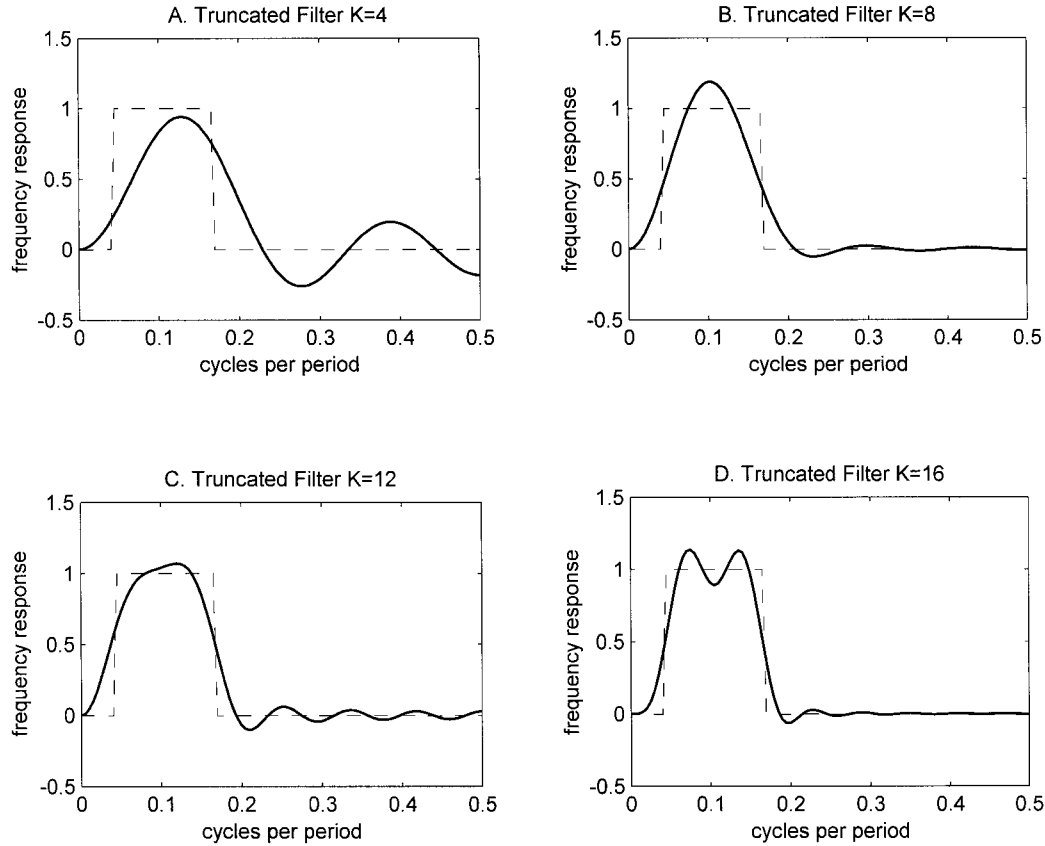 A. Truncated Filter K=4
1.5
1
0.5
0
-0.5
frequency response
0 0.1 0.2 0.3 0.4 0.5
cycles per period
B. Truncated Filter K=8
1.5
1
0.5
0
-0.5
frequency response
0 0.1 0.2 0.3 0.4 0.5
cycles per period
C. Truncated Filter K=12
1.5
1
0.5
0
-0.5
frequency response
0 0.1 0.2 0.3 0.4 0.5
cycles per period
D. Truncated Filter K=16
1.5
1
0.5
0
-0.5
frequency response
0 0.1 0.2 0.3 0.4 0.5
cycles per period